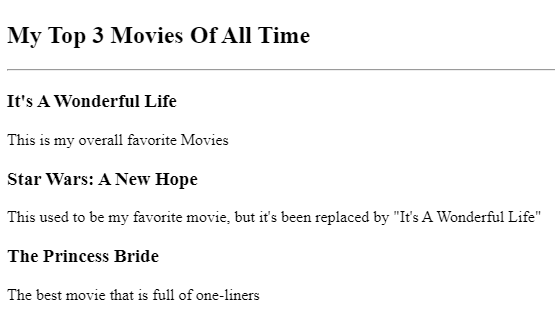 My Top 3 Movies Of All Time
It's A Wonderful Life
This is my overall favorite Movies
Star Wars: A New Hope
This used to be my favorite movie, but it's been replaced by "It's A Wonderful Life"
The Princess Bride
The best movie that is full of one-liners